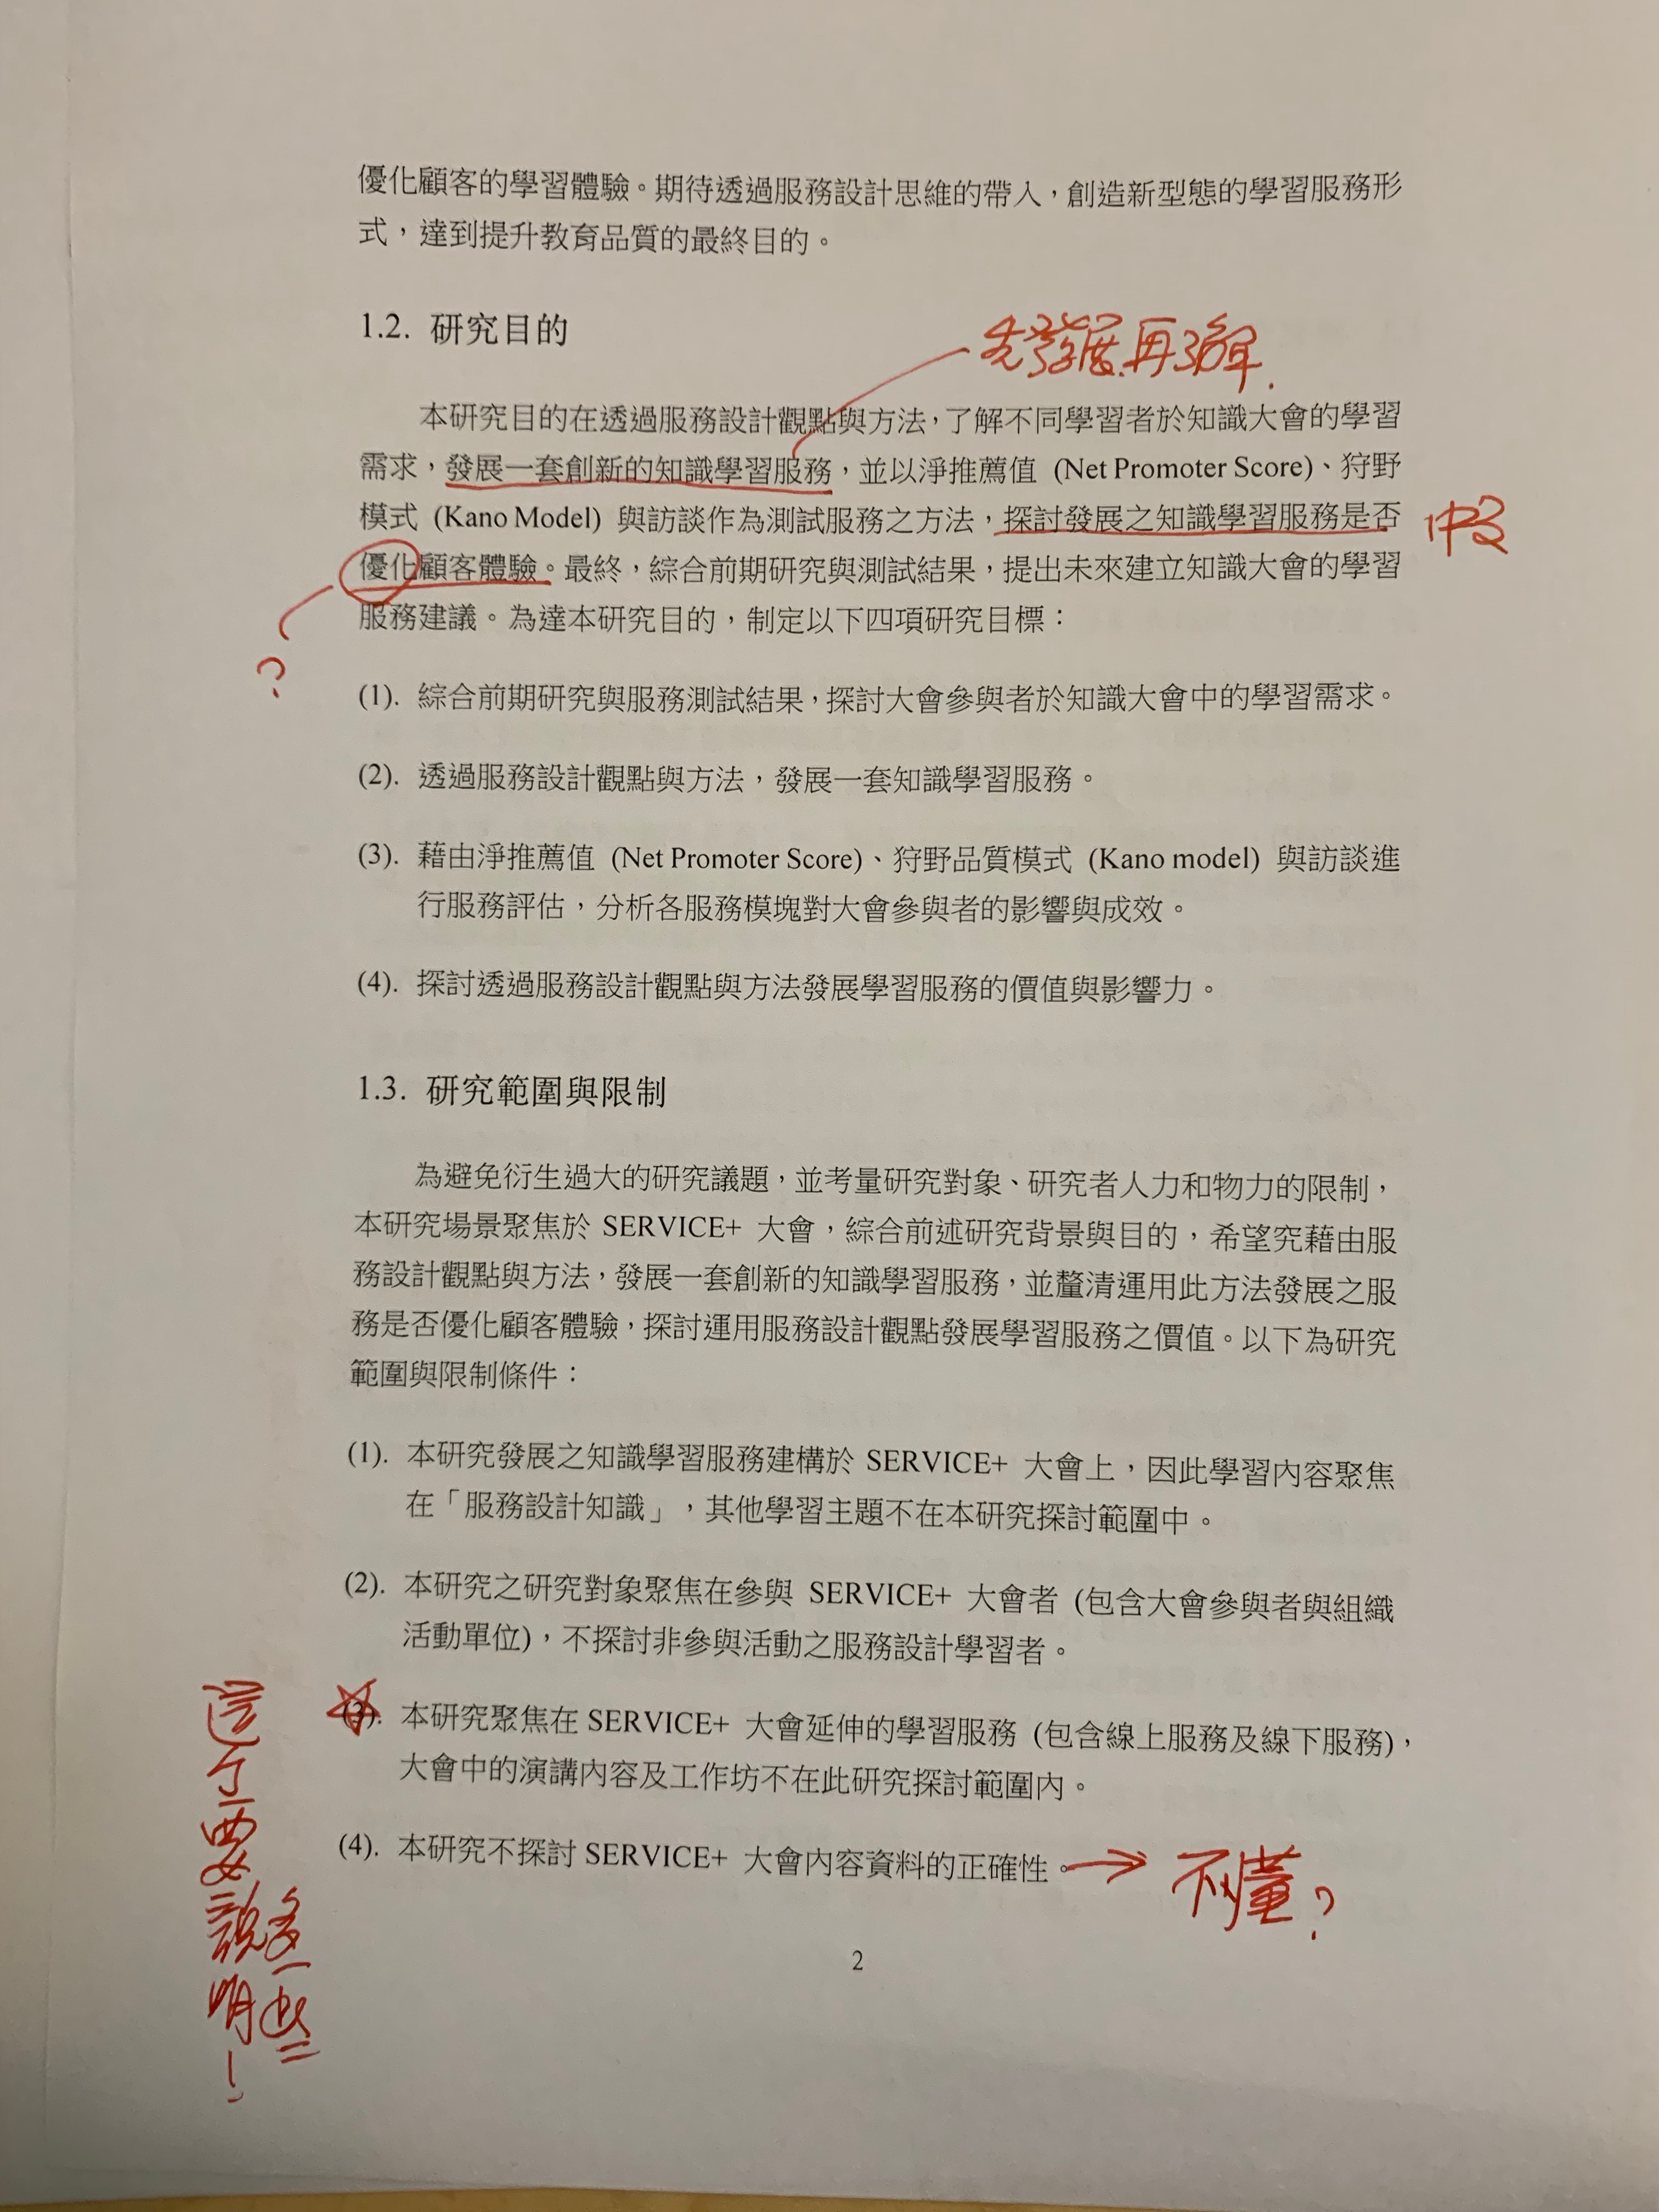 優化顧客的學習體驗。期待透過服務設計思維的帶入，創造新型態的學習服務形
式，達到提升教育品質的最終目的。
1.2. 研究目的
先發展再瞭解.
本研究目的在透過服務設計觀點與方法，了解不同學習者於知識大會的學習
需求，發展一套創新的知識學習服務，並以淨推薦值 (Net Promoter Score)、狩野
模式 (Kano Model) 與訪談作為測試服務之方法，探討發展之知識學習服務是否
中文
優化顧客體驗。最終，綜合前期研究與測試結果，提出未來建立知識大會的學習
服務建議。為達本研究目的，制定以下四項研究目標：
?
(1). 綜合前期研究與服務測試結果，探討大會參與者於知識大會中的學習需求。
(2). 透過服務設計觀點與方法，發展一套知識學習服務。
(3). 藉由淨推薦值 (Net Promoter Score)、狩野品質模式 (Kano model) 與訪談進
行服務評估，分析各服務模塊對大會參與者的影響與成效。
(4). 探討透過服務設計觀點與方法發展學習服務的價值與影響力。
1.3. 研究範圍與限制
為避免衍生過大的研究議題，並考量研究對象、研究者人力和物力的限制，
本研究場景聚焦於 SERVICE+ 大會，綜合前述研究背景與目的，希望究藉由服
務設計觀點與方法，發展一套創新的知識學習服務，並釐清運用此方法發展之服
務是否優化顧客體驗，探討運用服務設計觀點發展學習服務之價值。以下為研究
範圍與限制條件：
(1). 本研究發展之知識學習服務建構於 SERVICE+ 大會上，因此學習內容聚焦
在「服務設計知識」，其他學習主題不在本研究探討範圍中。
(2). 本研究之研究對象聚焦在參與 SERVICE+ 大會者 (包含大會參與者與組織
活動單位)，不探討非參與活動之服務設計學習者。
(3). 本研究聚焦在 SERVICE+ 大會延伸的學習服務 (包含線上服務及線下服務)，
大會中的演講內容及工作坊不在此研究探討範圍內。
(4). 本研究不探討 SERVICE+ 大會內容資料的正確性。
不懂?
要說明!
多一些
2